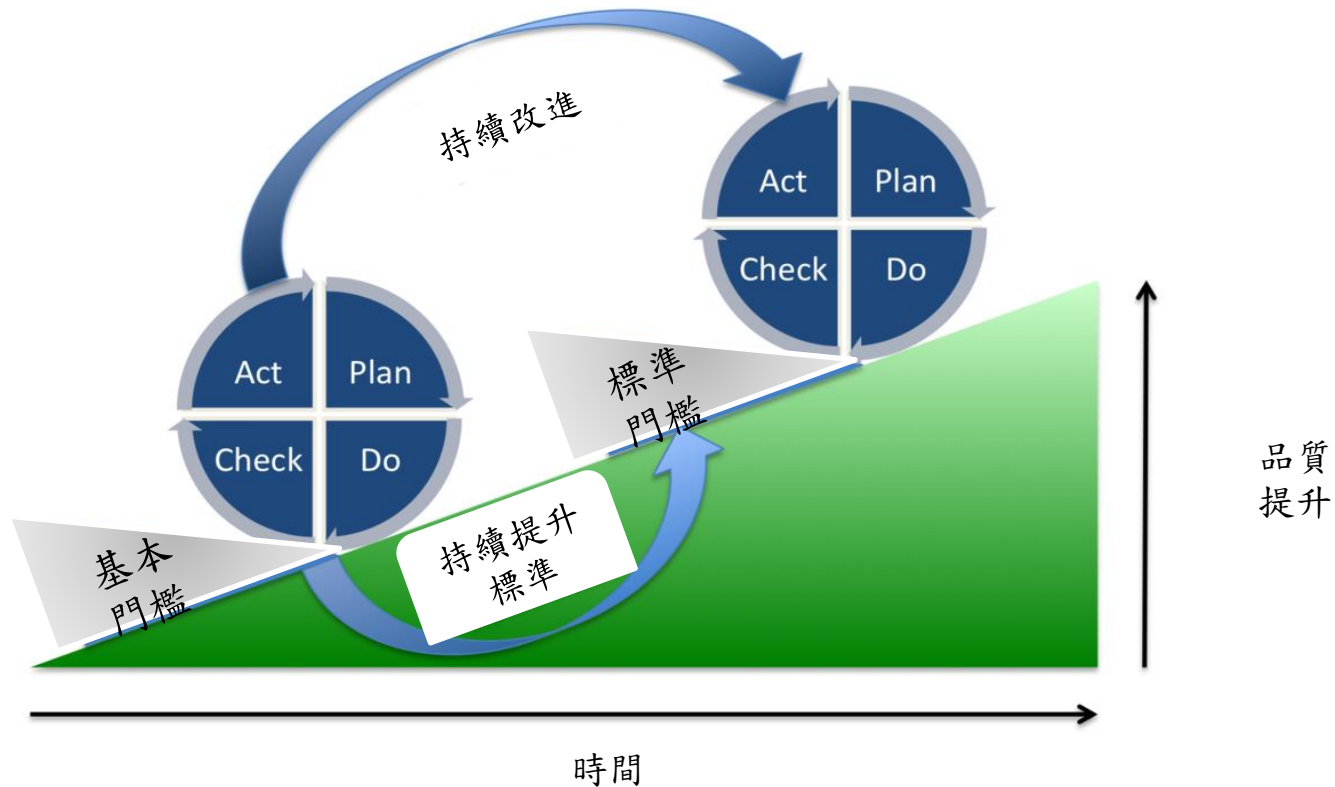 持續改進
Act
Plan
Check
Do
Act
Plan
Check
Do
標準
門檻
基本
門檻
持續提升
標準
品質
提升
時間